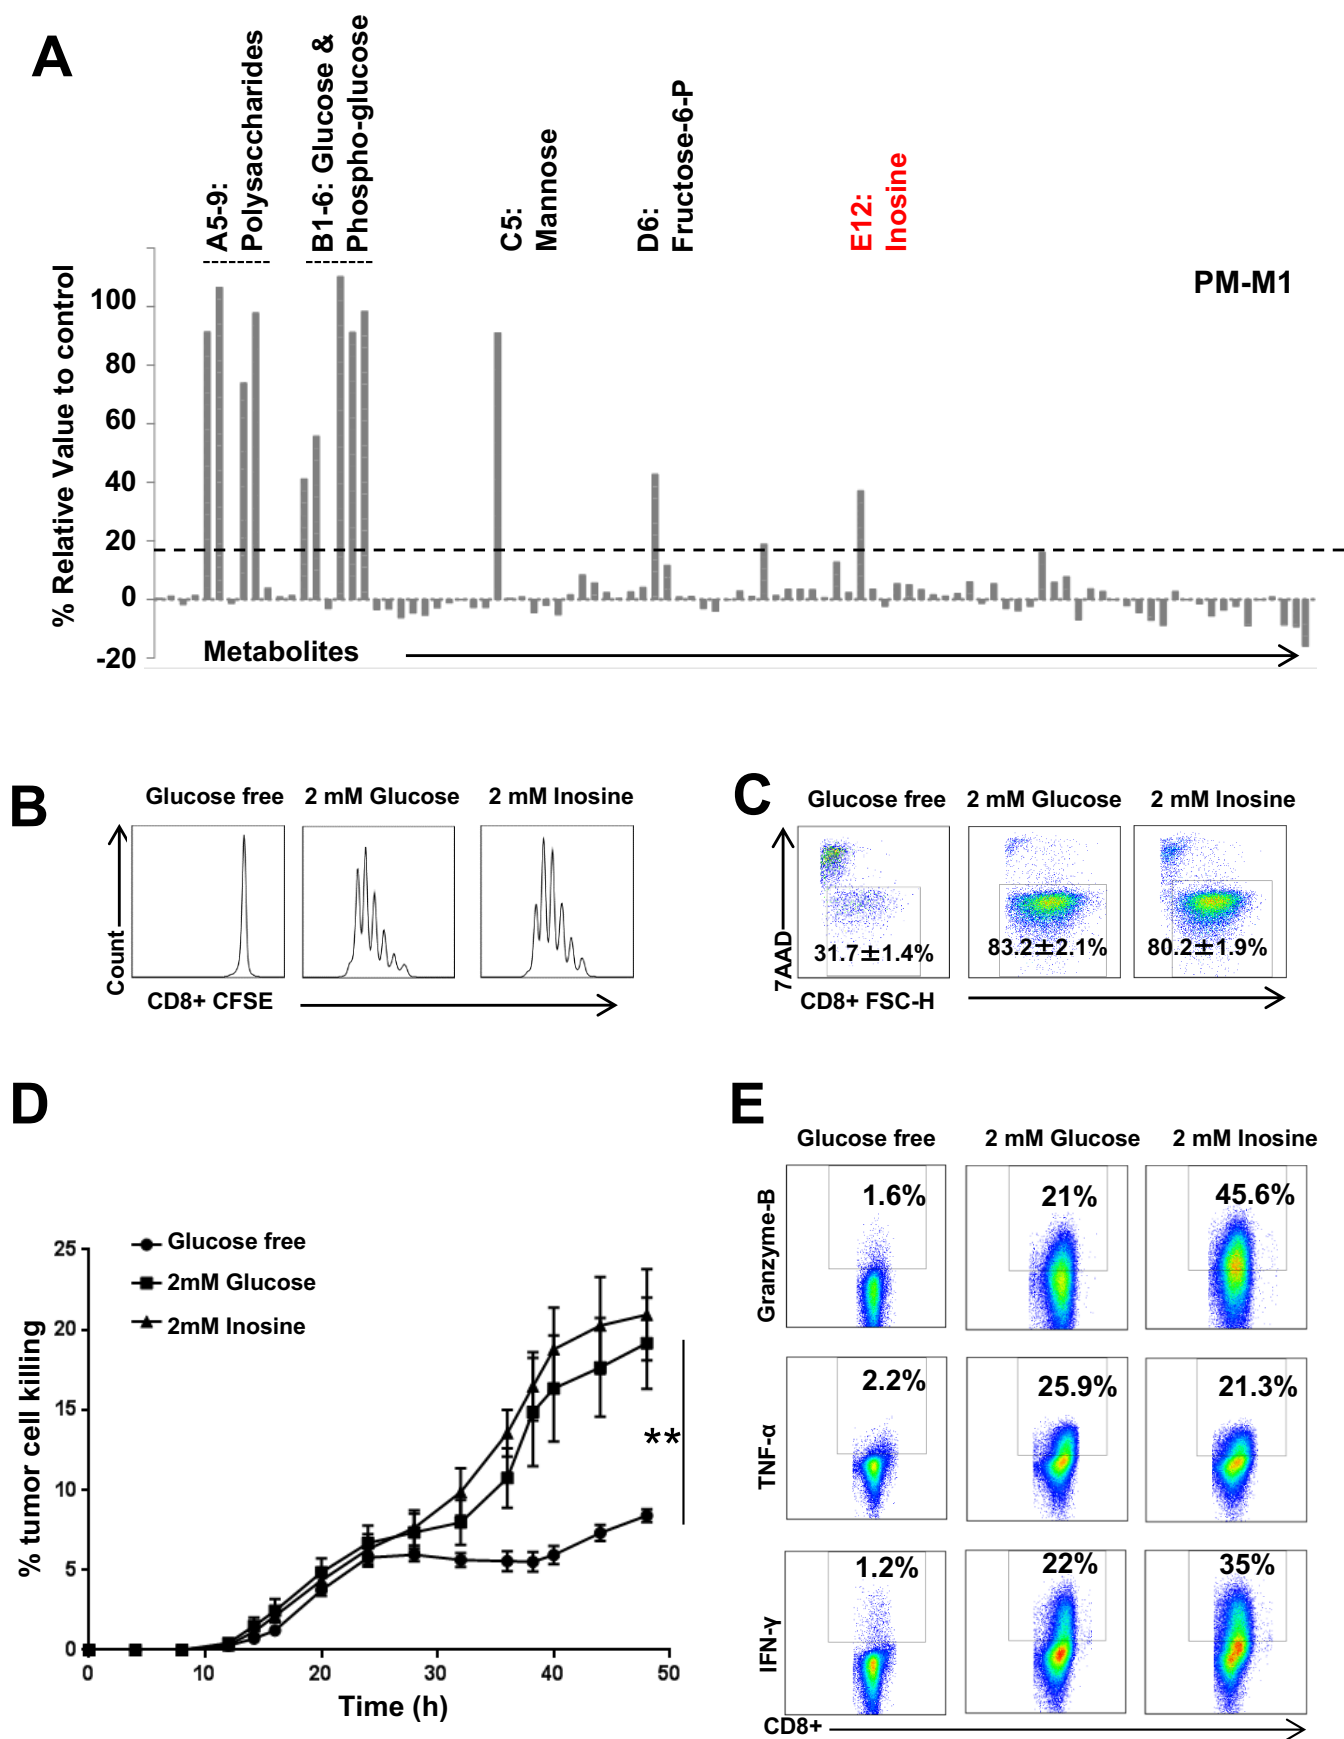 A
A5-9:
Polysaccharides
B1-6: Glucose &
Phospho-glucose
C5:
Mannose
D6:
Fructose-6-P
E12:
Inosine
PM-M1
% Relative Value to control
100
80
60
40
20
0
-20
Metabolites
B
Glucose free
2 mM Glucose
2 mM Inosine
Count
CD8+ CFSE
C
Glucose free
2 mM Glucose
2 mM Inosine
7AAD
31.7±1.4%
83.2±2.1%
80.2±1.9%
CD8+ FSC-H
D
Glucose free
2mM Glucose
2mM Inosine
% tumor cell killing
25
20
15
10
5
0
**
0 10 20 30 40 50
Time (h)
E
Glucose free
2 mM Glucose
2 mM Inosine
Granzyme-B
1.6%
21%
45.6%
TNF-α
2.2%
25.9%
21.3%
IFN-γ
1.2%
22%
35%
CD8+